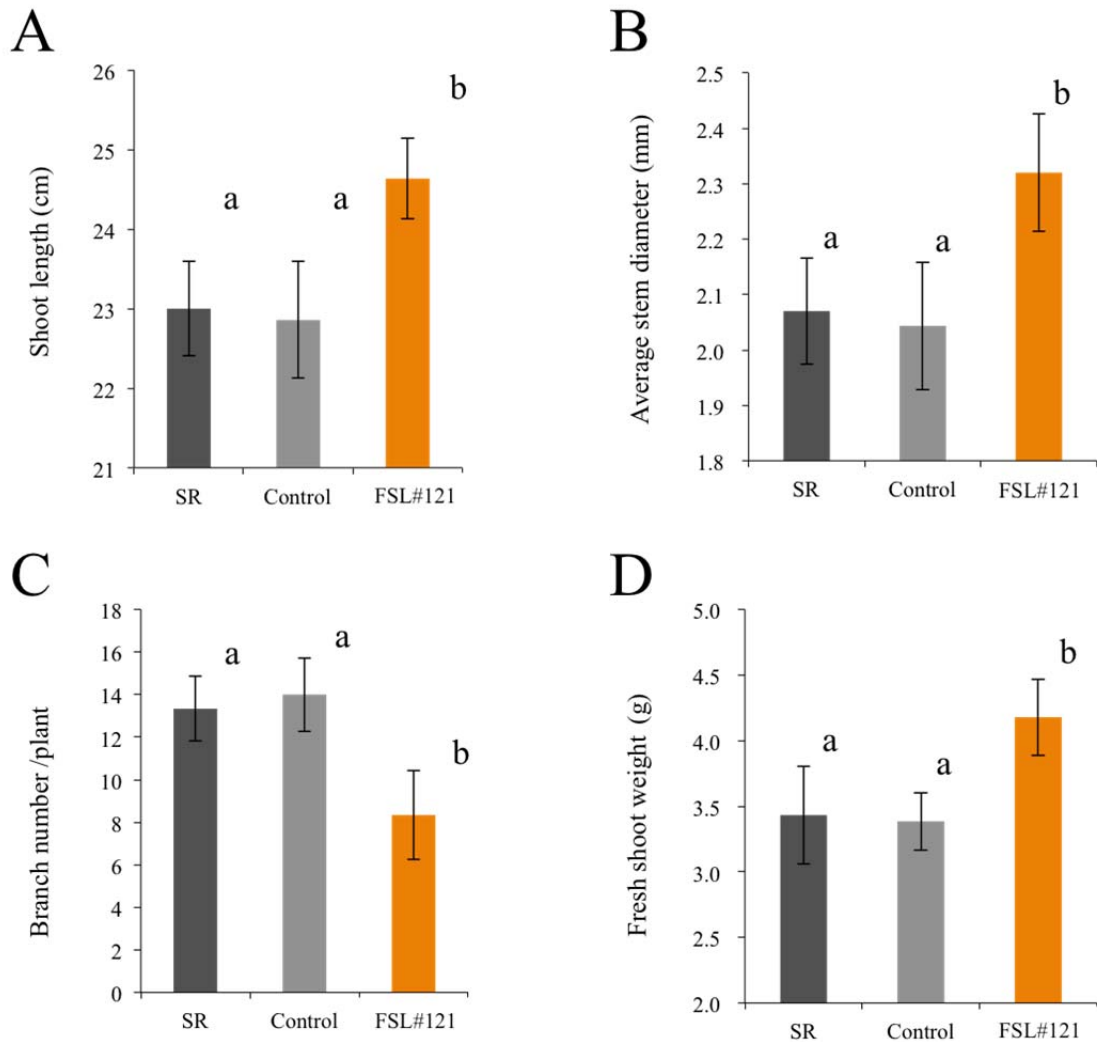 A
Shoot length (cm)
26
25
24
23
22
21
a
a
b
SR
Control
FSL#121
B
Average stem diameter (mm)
2.5
2.4
2.3
2.2
2.1
2.0
1.9
1.8
a
a
b
SR
Control
FSL#121
C
Branch number /plant
18
16
14
12
10
8
6
4
2
0
a
a
b
SR
Control
FSL#121
D
Fresh shoot weight (g)
5.0
4.5
4.0
3.5
3.0
2.5
2.0
a
a
b
SR
Control
FSL#121